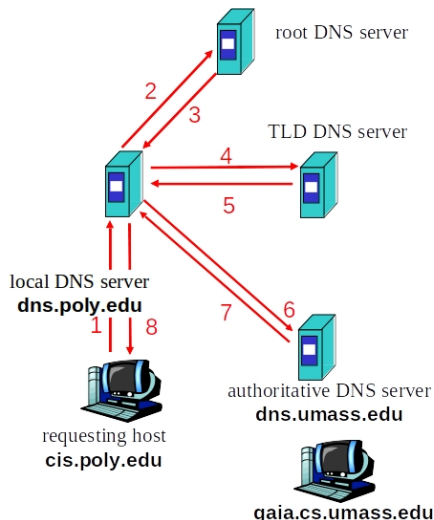 root DNS server
2
3
TLD DNS server
4
5
local DNS server
dns.poly.edu
1
8
7
6
authoritative DNS server
dns.umass.edu
requesting host
cis.poly.edu
gaia.cs.umass.edu